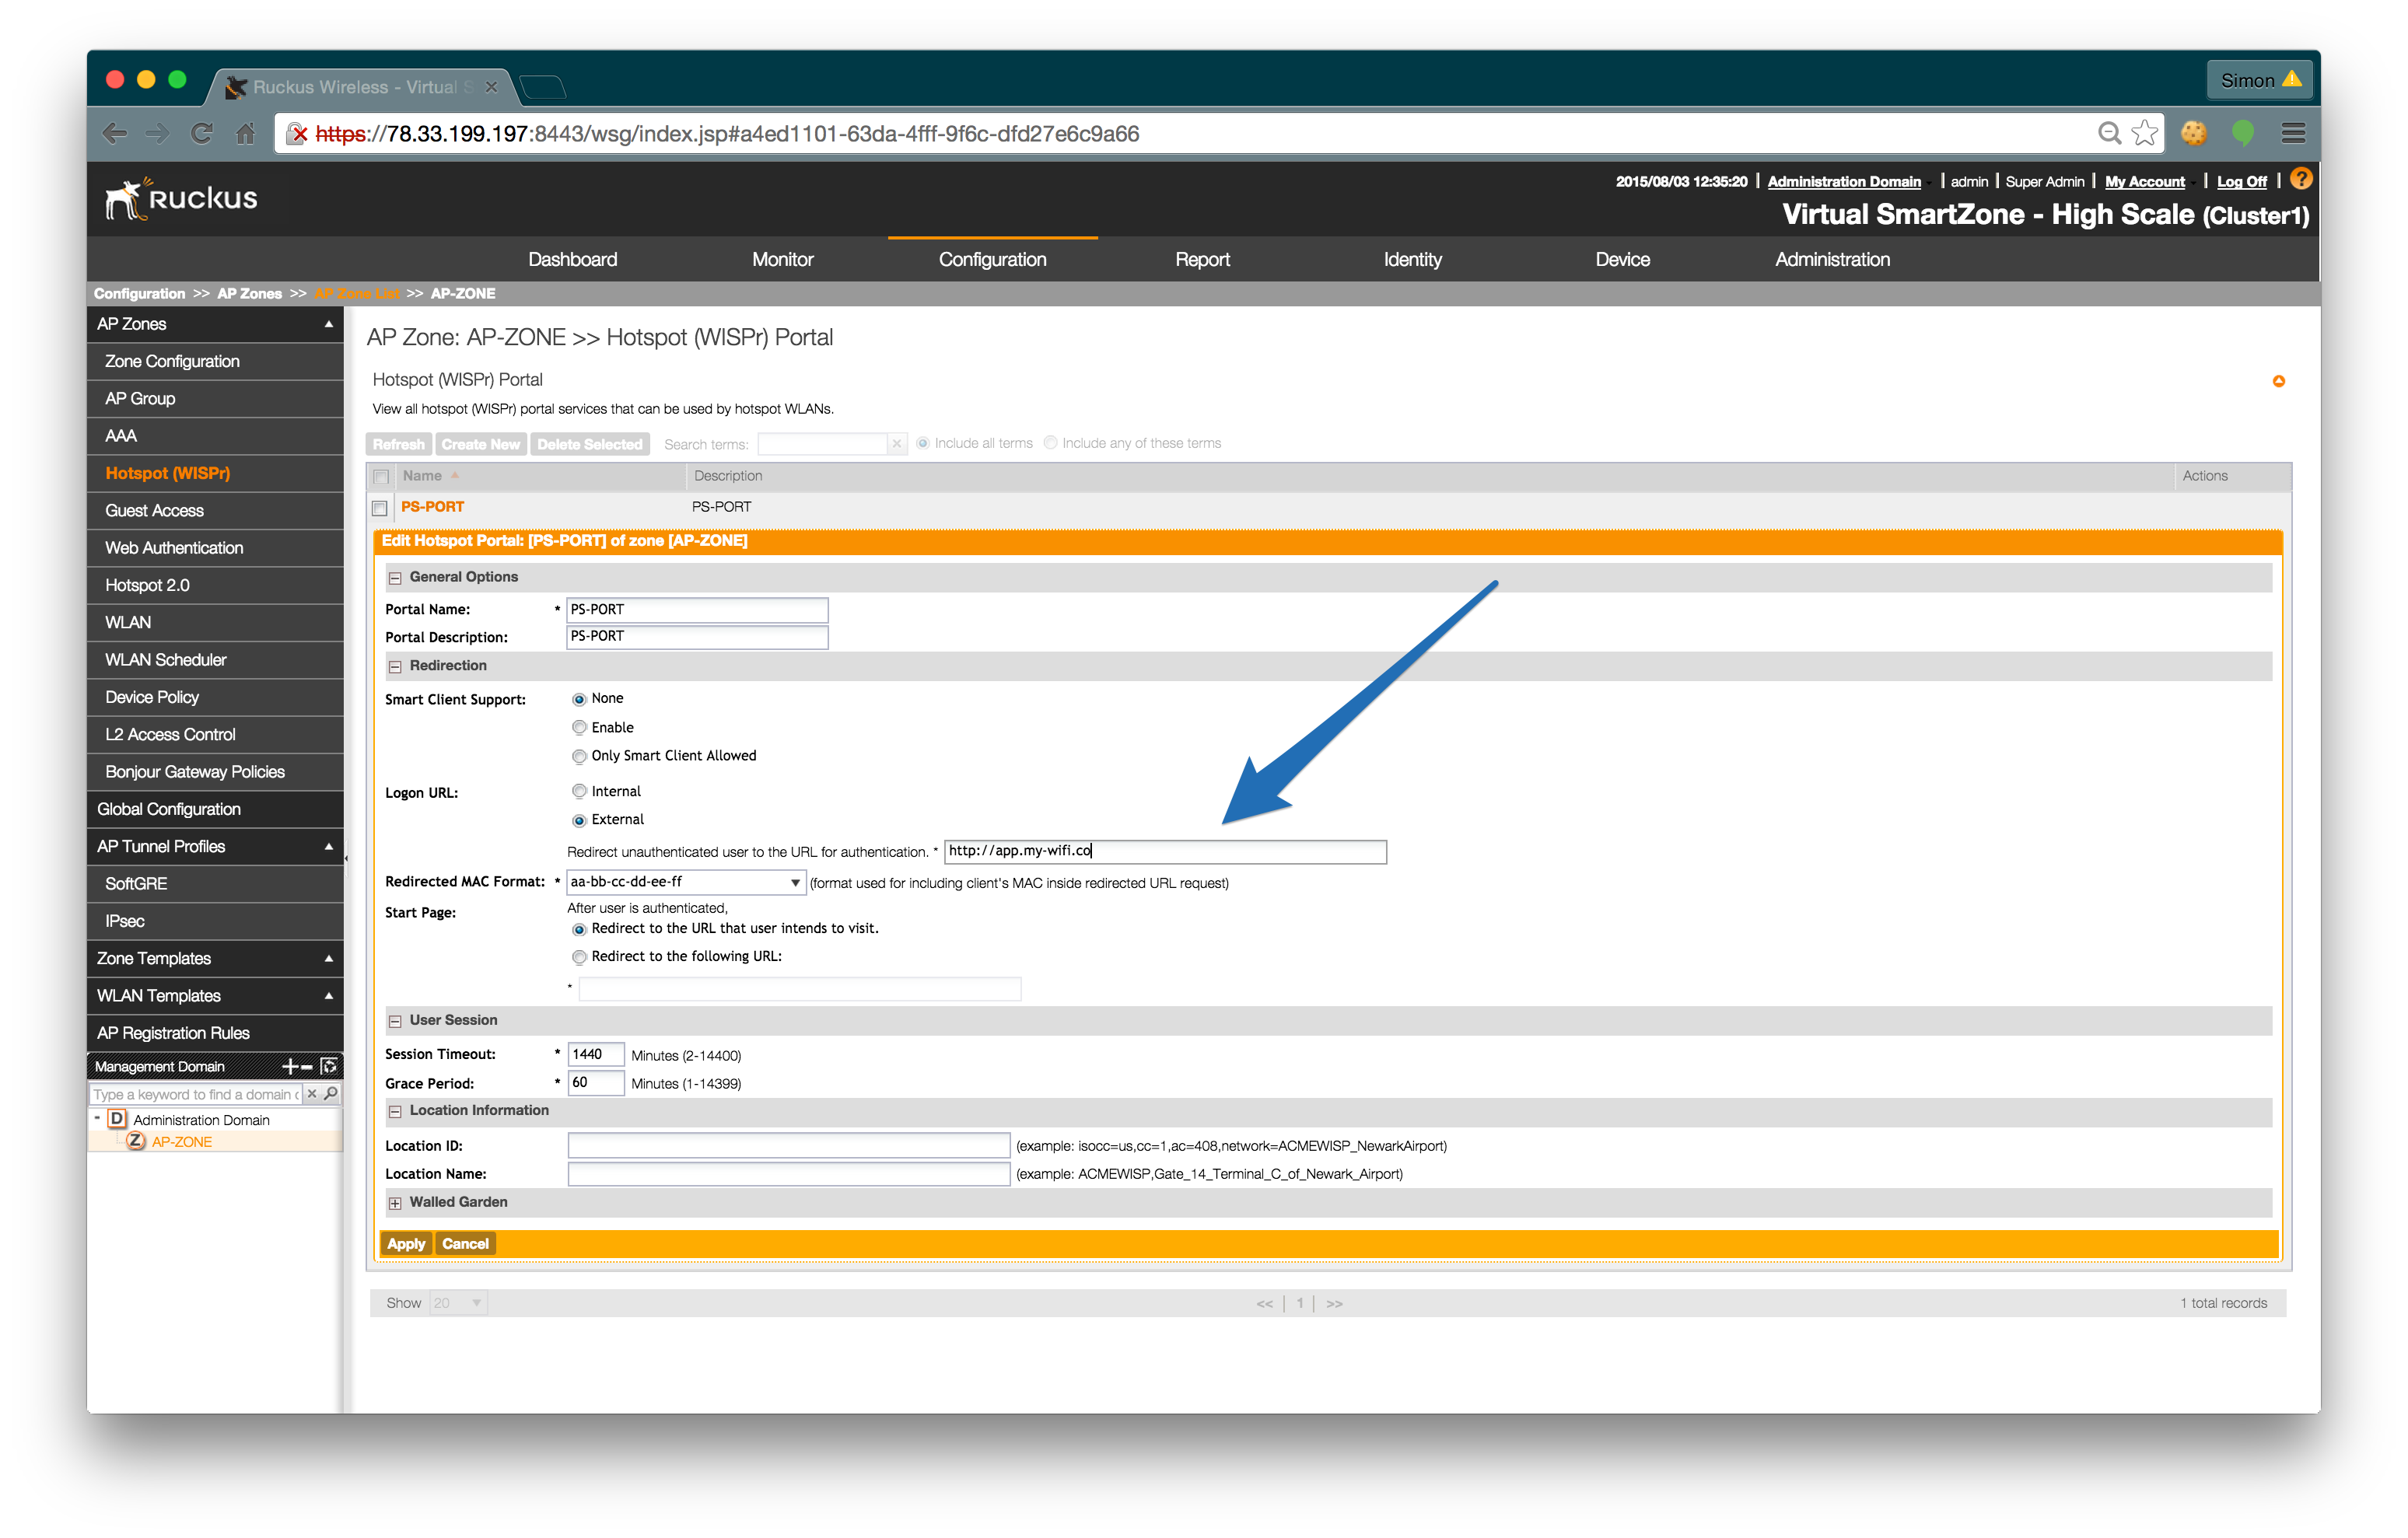 Ruckus Wireless - Virtual S
Simon
https://78.33.199.197:8443/wsg/index.jsp#a4ed1101-63da-4fff-9f6c-dfd27e6c9a66
Ruckus
2015/08/03 12:35:20 | Administration Domain | admin | Super Admin | My Account | Log Off | ?
Virtual SmartZone - High Scale (Cluster1)
Dashboard Monitor Configuration Report Identity Device Administration
Configuration >> AP Zones >> AP Zone List >> AP-ZONE
AP Zones
Zone Configuration
AP Group
AAA
Hotspot (WISPr)
Guest Access
Web Authentication
Hotspot 2.0
WLAN
WLAN Scheduler
Device Policy
L2 Access Control
Bonjour Gateway Policies
Global Configuration
AP Tunnel Profiles
SoftGRE
IPsec
Zone Templates
WLAN Templates
AP Registration Rules
Management Domain
Type a keyword to find a domain
D Administration Domain
Z AP-ZONE
AP Zone: AP-ZONE >> Hotspot (WISPr) Portal
Hotspot (WISPr) Portal
View all hotspot (WISPr) portal services that can be used by hotspot WLANs.
Refresh Create New Delete Selected Search terms: Include all terms Include any of these terms
Name Description Actions
PS-PORT PS-PORT
Edit Hotspot Portal: [PS-PORT] of zone [AP-ZONE]
General Options
Portal Name: * PS-PORT
Portal Description: PS-PORT
Redirection
Smart Client Support: None
Enable
Only Smart Client Allowed
Logon URL: Internal
External
Redirect unauthenticated user to the URL for authentication. * http://app.my-wifi.co
Redirected MAC Format: * aa-bb-cc-dd-ee-ff (format used for including client's MAC inside redirected URL request)
Start Page: After user is authenticated,
Redirect to the URL that user intends to visit.
Redirect to the following URL:
*
User Session
Session Timeout: * 1440 Minutes (2-14400)
Grace Period: * 60 Minutes (1-14399)
Location Information
Location ID: (example: isocc=us,cc=1,ac=408,network=ACMEWISP_NewarkAirport)
Location Name: (example: ACMEWISP,Gate_14_Terminal_C_of_Newark_Airport)
Walled Garden
Apply Cancel
Show 20 << | 1 | >> 1 total records